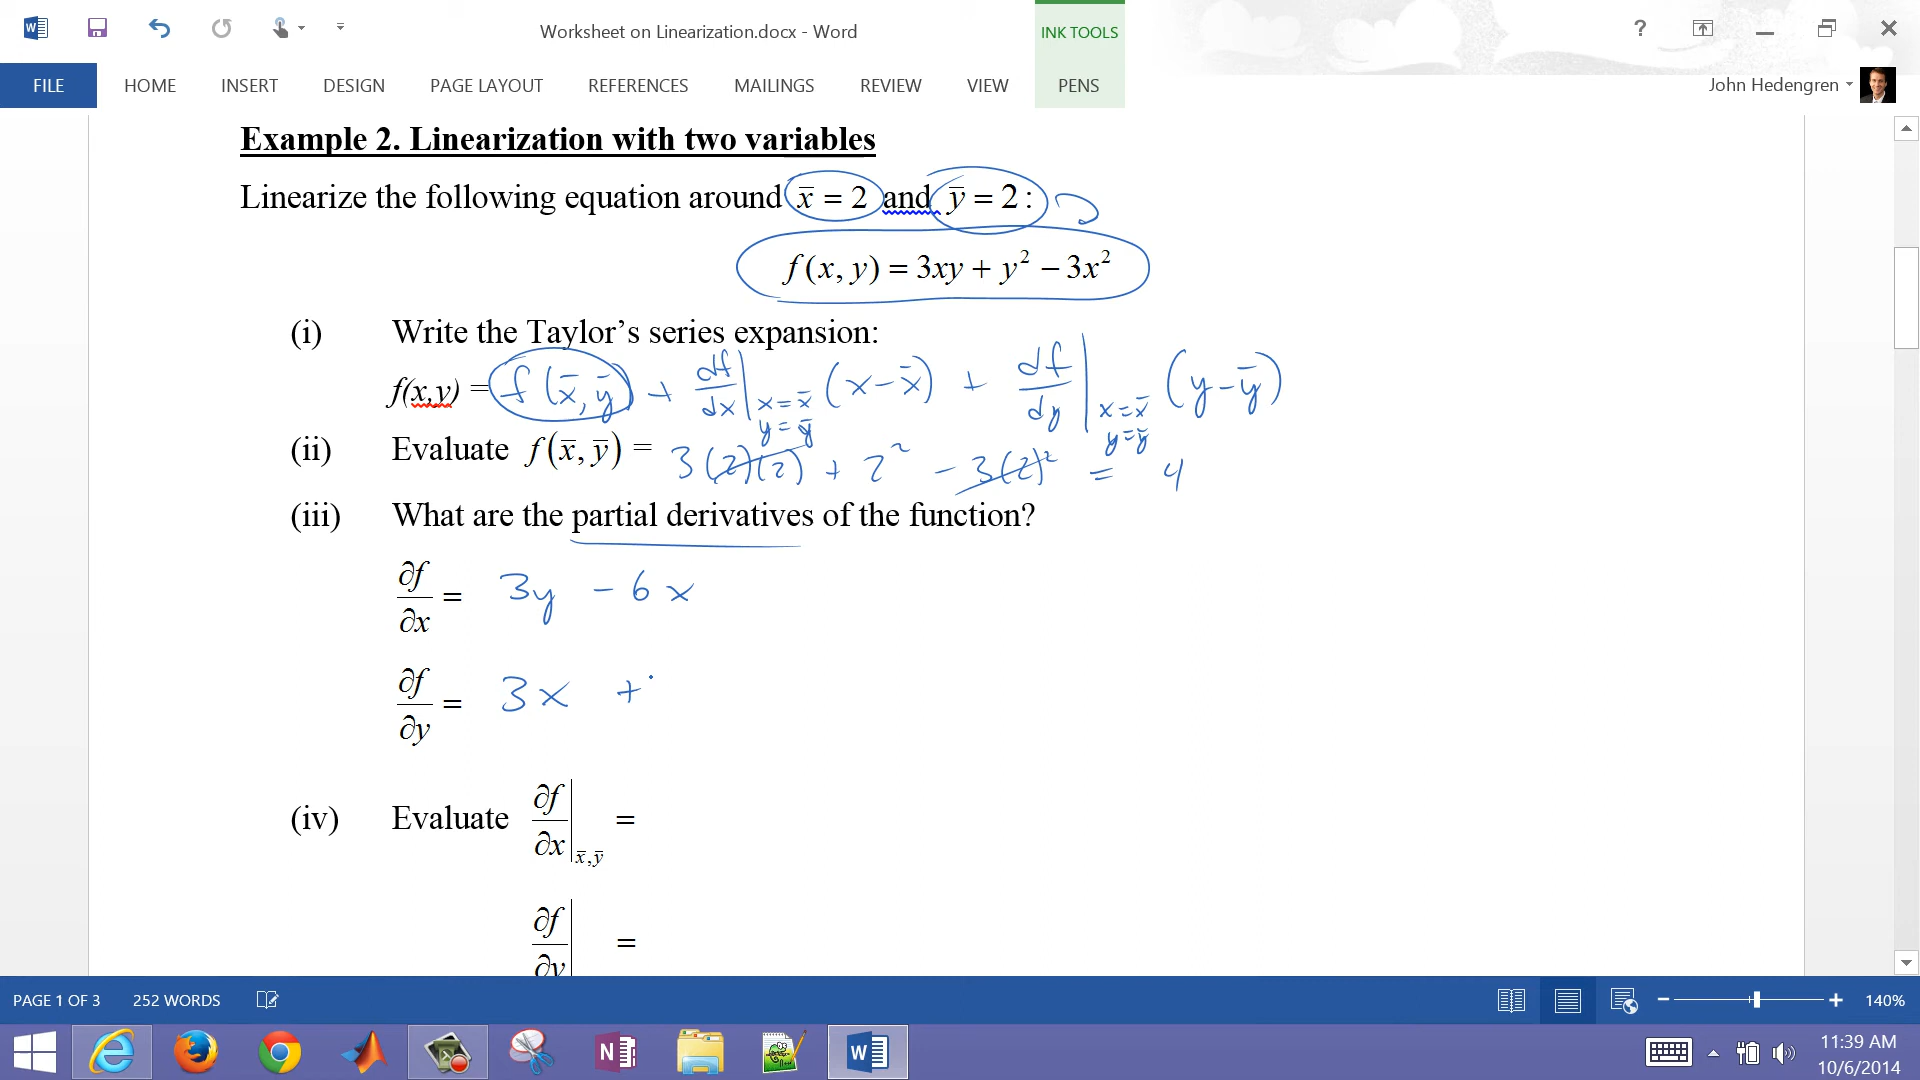 Worksheet on Linearization.docx - Word
INK TOOLS
?
FILE HOME INSERT DESIGN PAGE LAYOUT REFERENCES MAILINGS REVIEW VIEW PENS
John Hedengren
Example 2. Linearization with two variables
Linearize the following equation around x̄ = 2 and ȳ = 2 :
f(x, y) = 3xy + y² − 3x²
(i) Write the Taylor’s series expansion:
f(x,y) = f(x̄, ȳ) + df/dx |x=x̄ y=ȳ (x−x̄) + df/dy |x=x̄ y=ȳ (y−ȳ)
(ii) Evaluate f(x̄, ȳ) = 3(2)(2) + 2² − 3(2)² = 4
(iii) What are the partial derivatives of the function?
∂f/∂x = 3y − 6x
∂f/∂y = 3x +
(iv) Evaluate ∂f/∂x |x̄,ȳ =
∂f/∂y | =
PAGE 1 OF 3 252 WORDS
140%
11:39 AM
10/6/2014